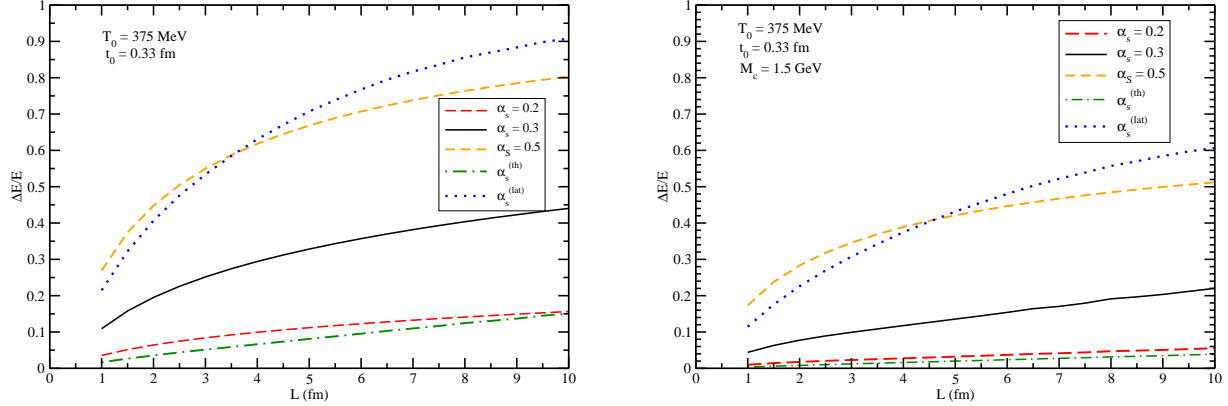 T₀ = 375 MeV
t₀ = 0.33 fm
αₛ = 0.2
αₛ = 0.3
α_S = 0.5
αₛ^(th)
αₛ^(lat)
ΔE/E
1
0.9
0.8
0.7
0.6
0.5
0.4
0.3
0.2
0.1
0
0 1 2 3 4 5 6 7 8 9 10
L (fm)
T₀ = 375 MeV
t₀ = 0.33 fm
M_c = 1.5 GeV
αₛ = 0.2
αₛ = 0.3
α_S = 0.5
αₛ^(th)
αₛ^(lat)
ΔE/E
1
0.9
0.8
0.7
0.6
0.5
0.4
0.3
0.2
0.1
0
0 1 2 3 4 5 6 7 8 9 10
L (fm)